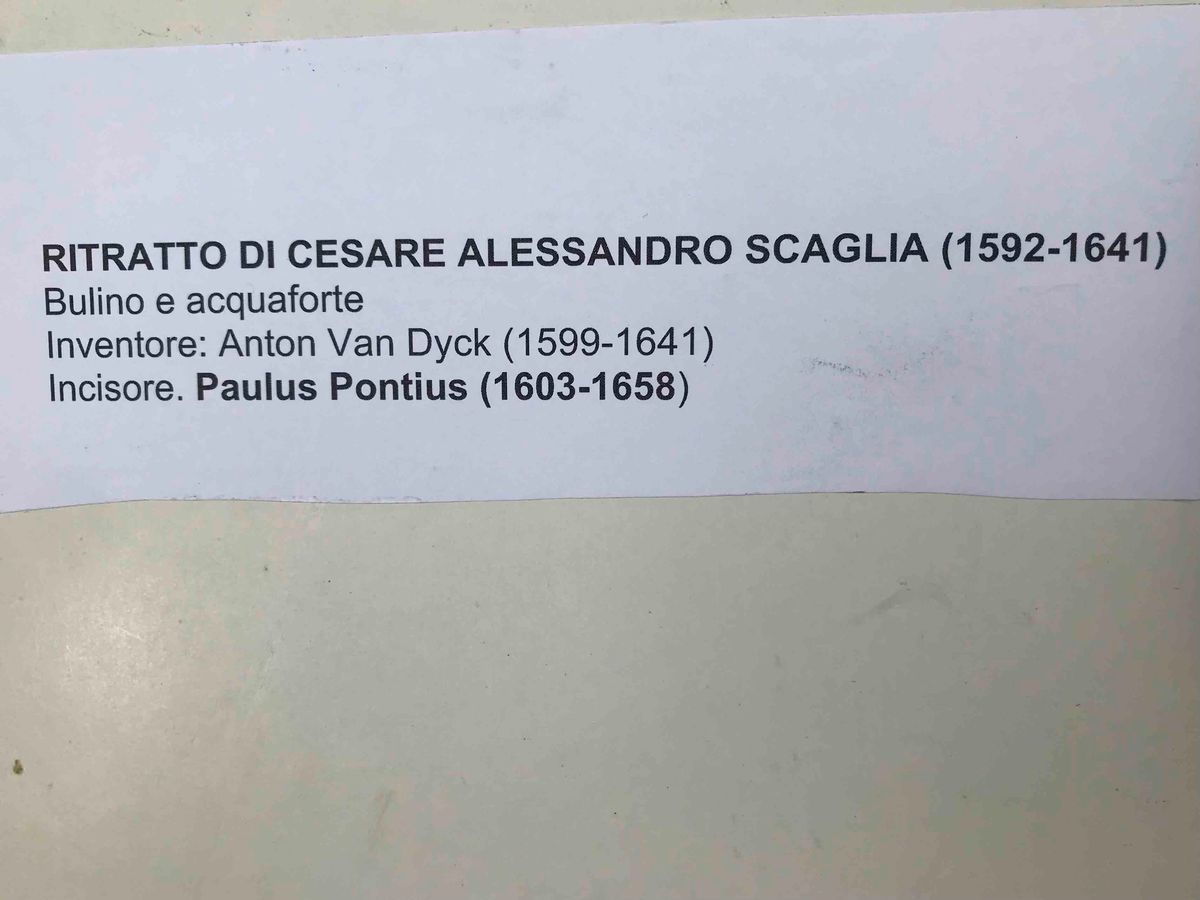 RITRATTO DI CESARE ALESSANDRO SCAGLIA (1592-1641)
Bulino e acquaforte
Inventore: Anton Van Dyck (1599-1641)
Incisore. Paulus Pontius (1603-1658)